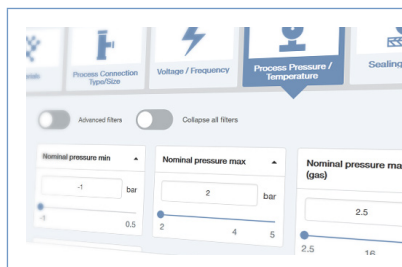 Process Connection
Type/Size
Voltage / Frequency
Process Pressure /
Temperature
Sealing
Advanced filters
Collapse all filters
Nominal pressure min
-1
bar
-1
0.5
Nominal pressure max
2
bar
2
4
5
Nominal pressure ma
(gas)
2.5
2.5
16